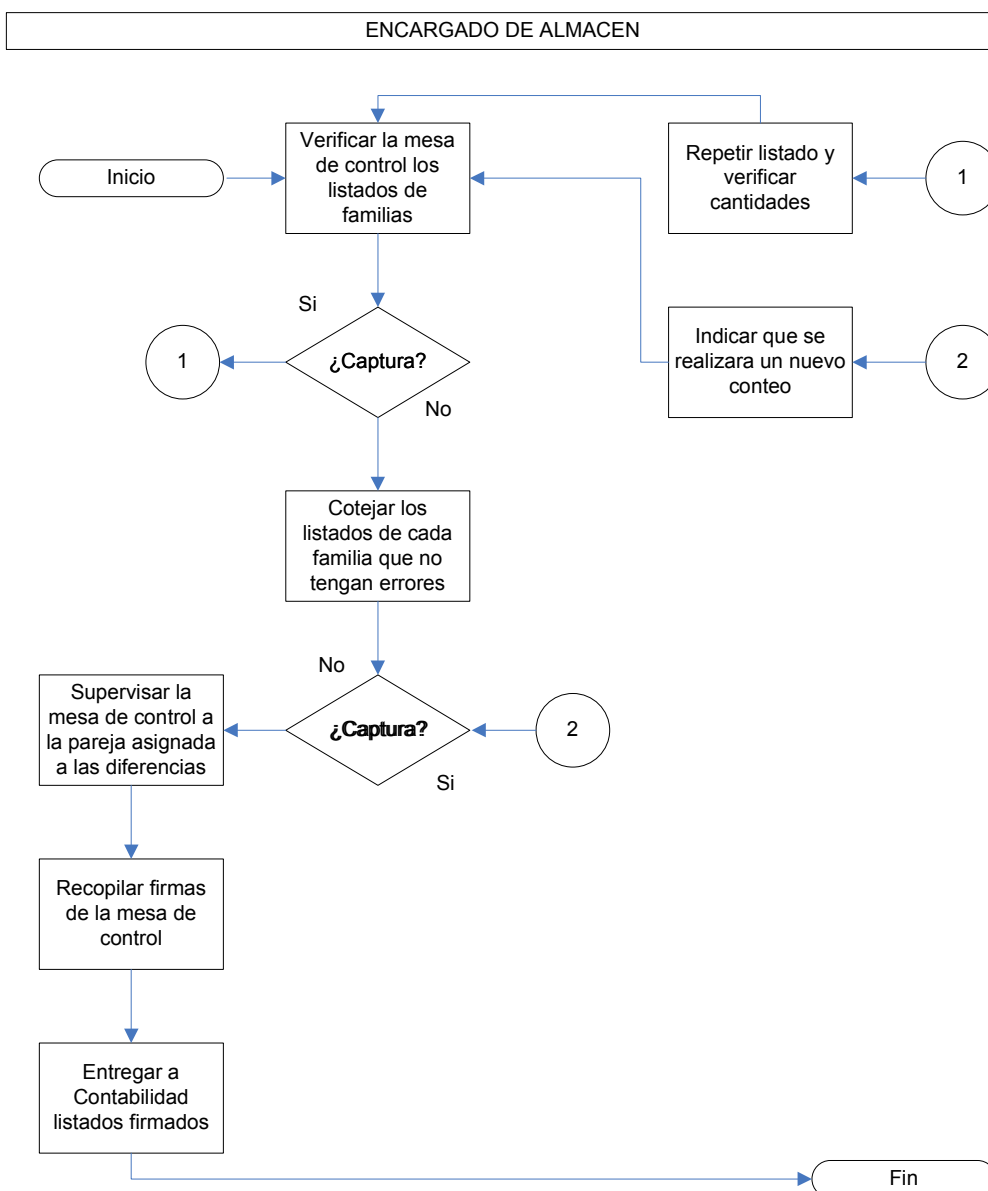 ENCARGADO DE ALMACEN
Inicio
Verificar la mesa
de control los
listados de
familias
Repetir listado y
verificar
cantidades
1
Si
1
¿Captura?
No
Indicar que se
realizara un nuevo
conteo
2
Cotejar los
listados de cada
familia que no
tengan errores
No
Supervisar la
mesa de control a
la pareja asignada
a las diferencias
¿Captura?
2
Si
Recopilar firmas
de la mesa de
control
Entregar a
Contabilidad
listados firmados
Fin